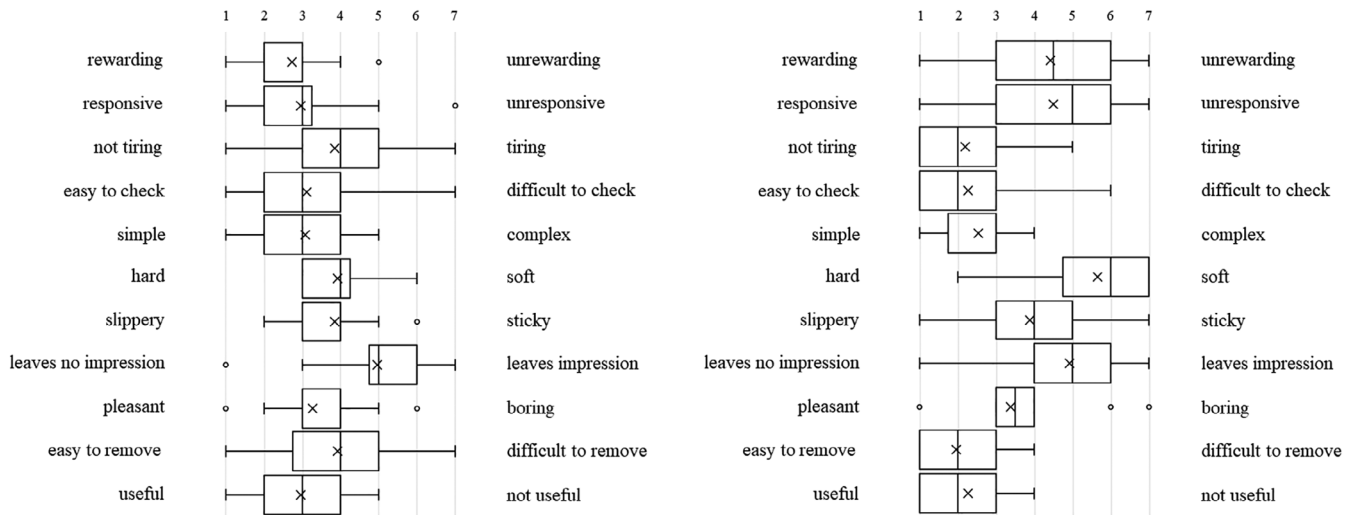 1 2 3 4 5 6 7
rewarding unrewarding
responsive unresponsive
not tiring tiring
easy to check difficult to check
simple complex
hard soft
slippery sticky
leaves no impression leaves impression
pleasant boring
easy to remove difficult to remove
useful not useful
1 2 3 4 5 6 7
rewarding unrewarding
responsive unresponsive
not tiring tiring
easy to check difficult to check
simple complex
hard soft
slippery sticky
leaves no impression leaves impression
pleasant boring
easy to remove difficult to remove
useful not useful